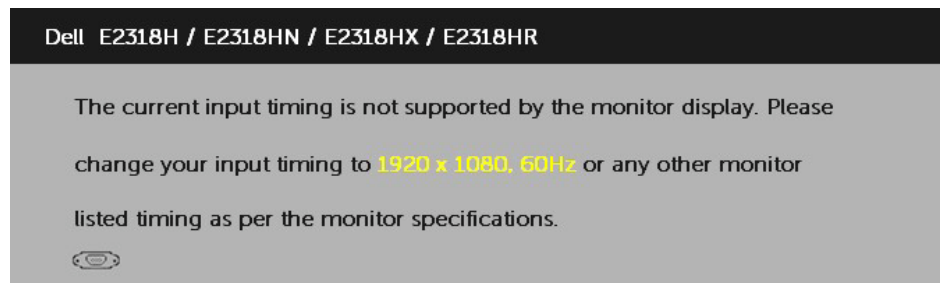 Dell E2318H / E2318HN / E2318HX / E2318HR
The current input timing is not supported by the monitor display. Please
change your input timing to 1920 x 1080, 60Hz or any other monitor
listed timing as per the monitor specifications.